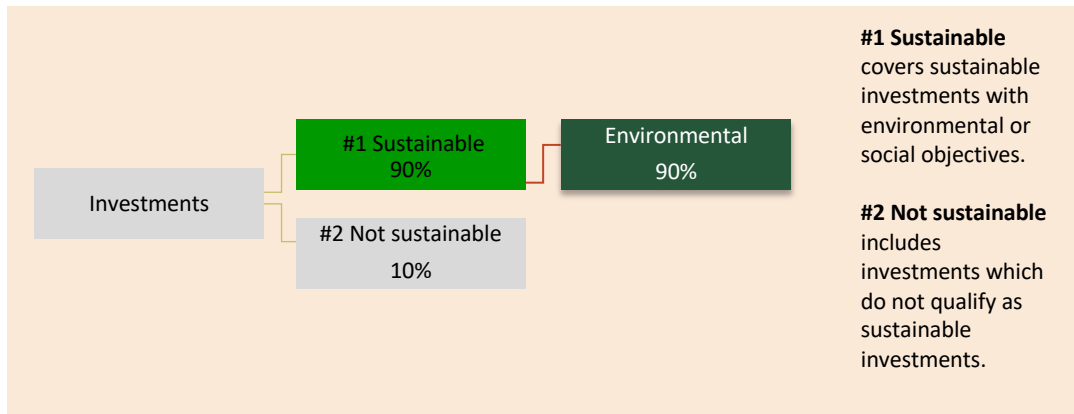 Investments
#1 Sustainable
90%
Environmental
90%
#2 Not sustainable
10%
#1 Sustainable
covers sustainable
investments with
environmental or
social objectives.
#2 Not sustainable
includes
investments which
do not qualify as
sustainable
investments.